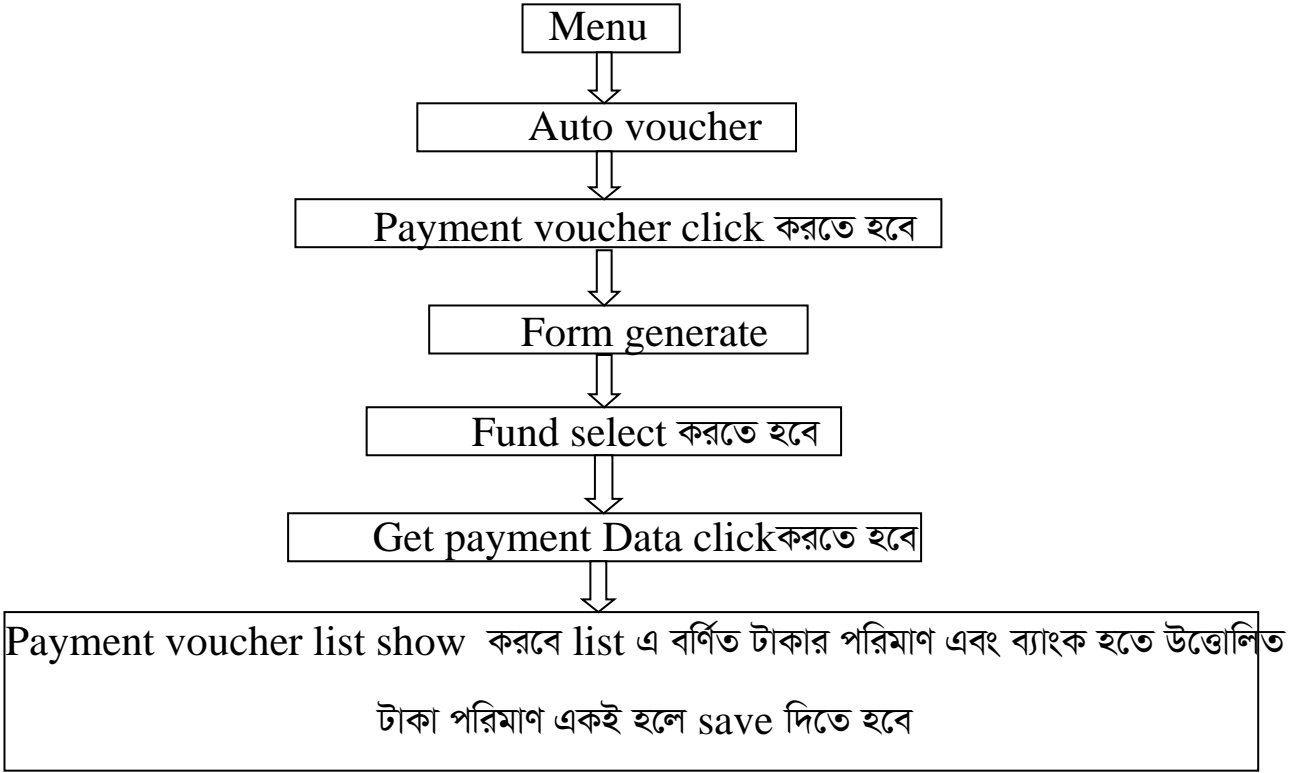 Menu
Auto voucher
Payment voucher click করতে হবে
Form generate
Fund select করতে হবে
Get payment Data clickকরতে হবে
Payment voucher list show করবে list এ বর্ণিত টাকার পরিমাণ এবং ব্যাংক হতে উত্তোলিত
টাকা পরিমাণ একই হলে save দিতে হবে